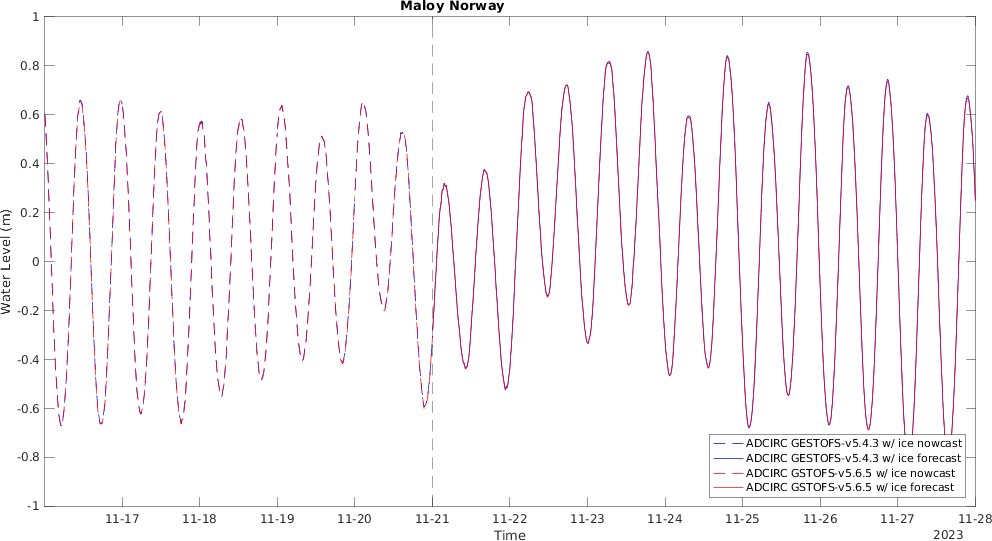 Maloy Norway
1
0.8
0.6
0.4
0.2
0
-0.2
-0.4
-0.6
-0.8
-1
Water Level (m)
ADCIRC GESTOFS-v5.4.3 w/ ice nowcast
ADCIRC GESTOFS-v5.4.3 w/ ice forecast
ADCIRC GSTOFS-v5.6.5 w/ ice nowcast
ADCIRC GSTOFS-v5.6.5 w/ ice forecast
11-17 11-18 11-19 11-20 11-21 11-22 11-23 11-24 11-25 11-26 11-27 11-28
Time
2023